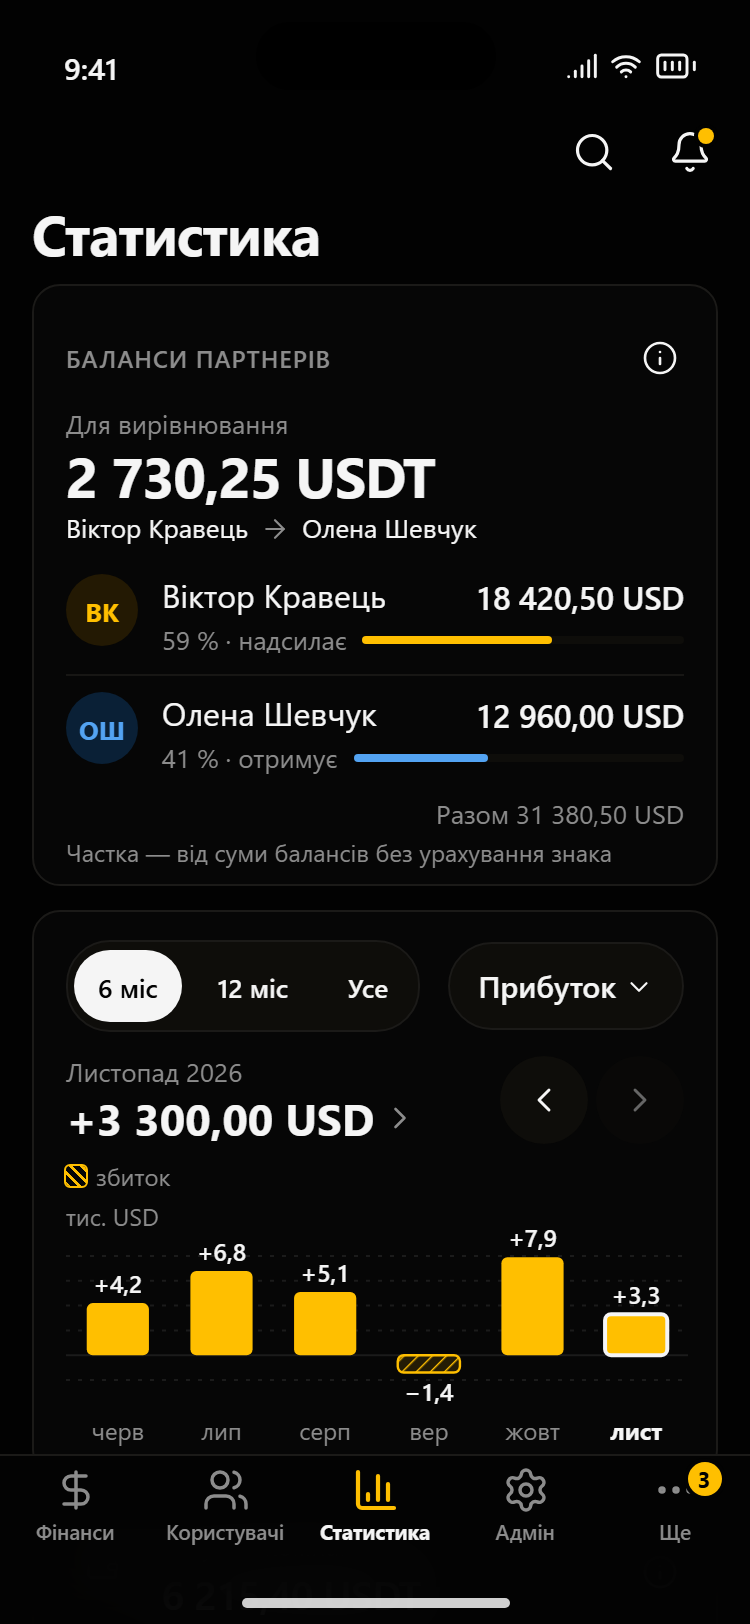 9:41
Статистика
БАЛАНСИ ПАРТНЕРІВ
Для вирівнювання
2 730,25 USDT
Віктор Кравець → Олена Шевчук
ВК
Віктор Кравець
18 420,50 USD
59 % · надсилає
ОШ
Олена Шевчук
12 960,00 USD
41 % · отримує
Разом 31 380,50 USD
Частка — від суми балансів без урахування знака
6 міс
12 міс
Усе
Прибуток
Листопад 2026
+3 300,00 USD
збиток
тис. USD
+4,2
+6,8
+5,1
−1,4
+7,9
+3,3
черв
лип
серп
вер
жовт
лист
3
Фінанси
Користувачі
Статистика
Адмін
Ще